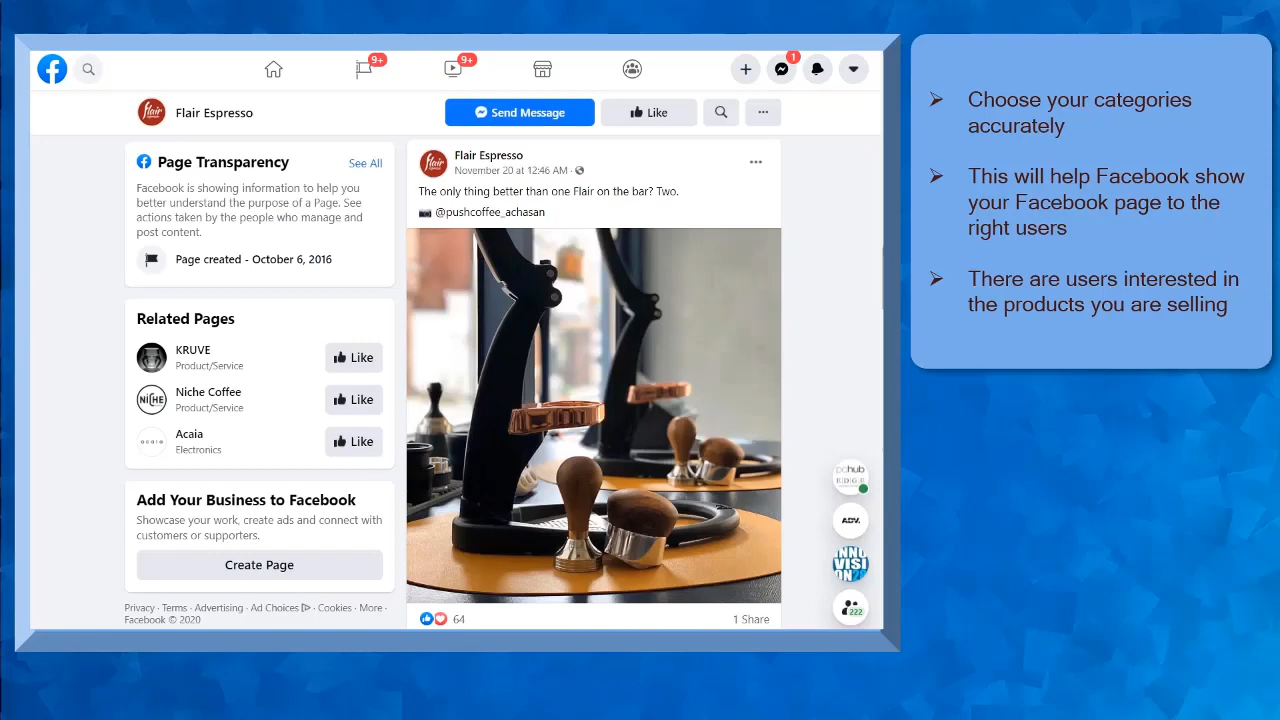 9+
9+
1
Flair Espresso
Send Message
Like
Page Transparency
See All
Facebook is showing information to help you
better understand the purpose of a Page. See
actions taken by the people who manage and
post content.
Page created - October 6, 2016
Related Pages
KRUVE
Product/Service
Like
NICHE
Niche Coffee
Product/Service
Like
acaia
Acaia
Electronics
Like
Add Your Business to Facebook
Showcase your work, create ads and connect with
customers or supporters.
Create Page
Privacy · Terms · Advertising · Ad Choices · Cookies · More ·
Facebook © 2020
Flair
Flair Espresso
November 20 at 12:46 AM ·
The only thing better than one Flair on the bar? Two.
@pushcoffee_achasan
64
1 Share
pchub
ADV.
INNO
VISI
ON
222
Choose your categories
accurately
This will help Facebook show
your Facebook page to the
right users
There are users interested in
the products you are selling